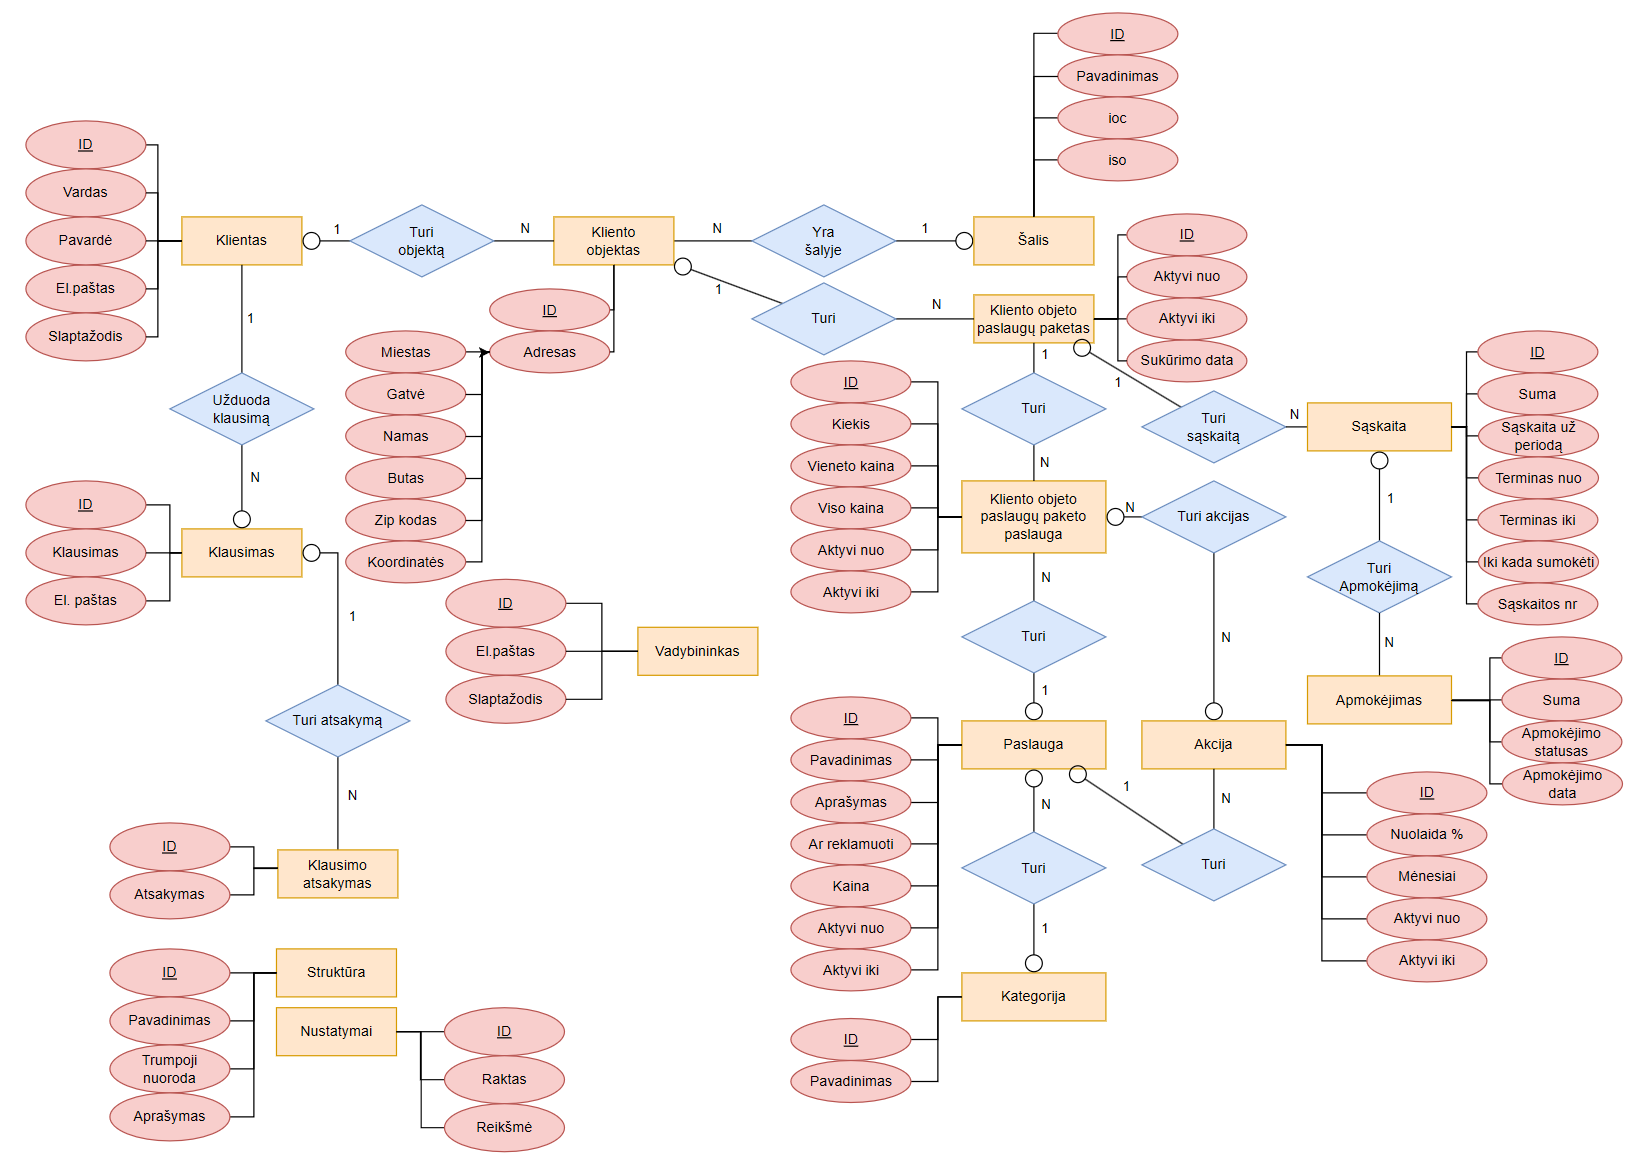 ID
Pavadinimas
ioc
iso
ID
Vardas
Pavardė
El.paštas
Slaptažodis
Klientas
1
Turi
objektą
N
Kliento
objektas
N
Yra
šalyje
1
Šalis
ID
Aktyvi nuo
Aktyvi iki
Sukūrimo data
1
Turi
N
Kliento objeto
paslaugų paketas
ID
Adresas
Miestas
Gatvė
Namas
Butas
Zip kodas
Koordinatės
1
Užduoda
klausimą
N
1
Turi
N
1
Turi
sąskaitą
N
Sąskaita
ID
Suma
Sąskaita už
periodą
Terminas nuo
Terminas iki
Iki kada sumokėti
Sąskaitos nr
ID
Kiekis
Vieneto kaina
Viso kaina
Aktyvi nuo
Aktyvi iki
Kliento objeto
paslaugų paketo
paslauga
N
Turi akcijas
N
1
Turi
Apmokėjimą
N
ID
Klausimas
El. paštas
Klausimas
1
Turi atsakymą
N
ID
El.paštas
Slaptažodis
Vadybininkas
N
Turi
1
Apmokėjimas
ID
Suma
Apmokėjimo
statusas
Apmokėjimo
data
ID
Pavadinimas
Aprašymas
Ar reklamuoti
Kaina
Aktyvi nuo
Aktyvi iki
Paslauga
Akcija
N
Turi
1
1
N
Turi
ID
Nuolaida %
Mėnesiai
Aktyvi nuo
Aktyvi iki
ID
Atsakymas
Klausimo
atsakymas
ID
Pavadinimas
Trumpoji
nuoroda
Aprašymas
Struktūra
Nustatymai
ID
Raktas
Reikšmė
Kategorija
ID
Pavadinimas